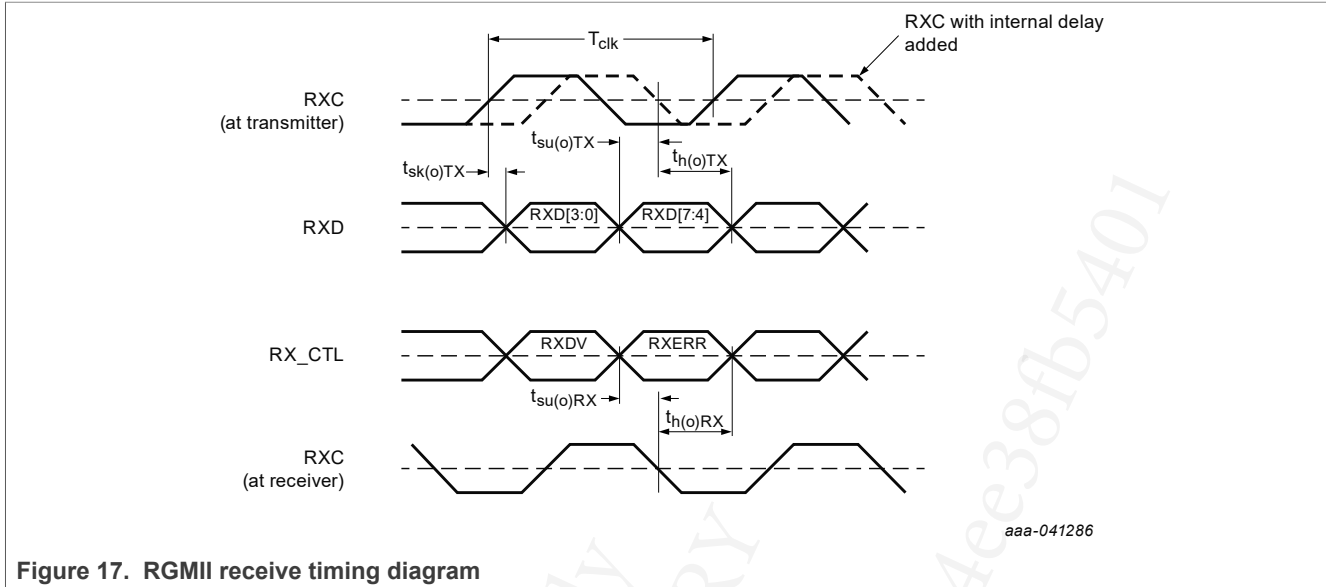 RXC with internal delay
added
Tclk
RXC
(at transmitter)
tsu(o)TX
th(o)TX
tsk(o)TX
RXD
RXD[3:0]
RXD[7:4]
RX_CTL
RXDV
RXERR
tsu(o)RX
th(o)RX
RXC
(at receiver)
aaa-041286
Figure 17. RGMII receive timing diagram
4ee38fb5401